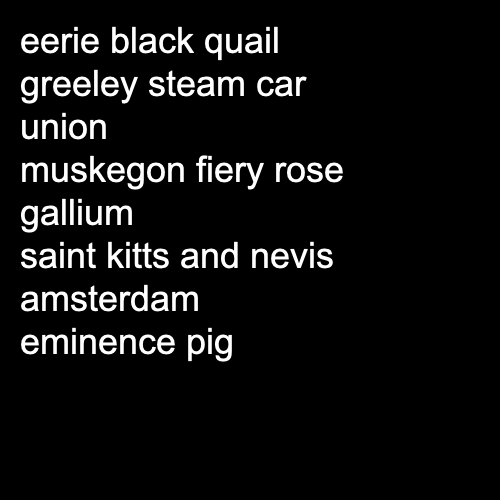 eerie black quail
greeley steam car
union
muskegon fiery rose
gallium
saint kitts and nevis
amsterdam
eminence pig